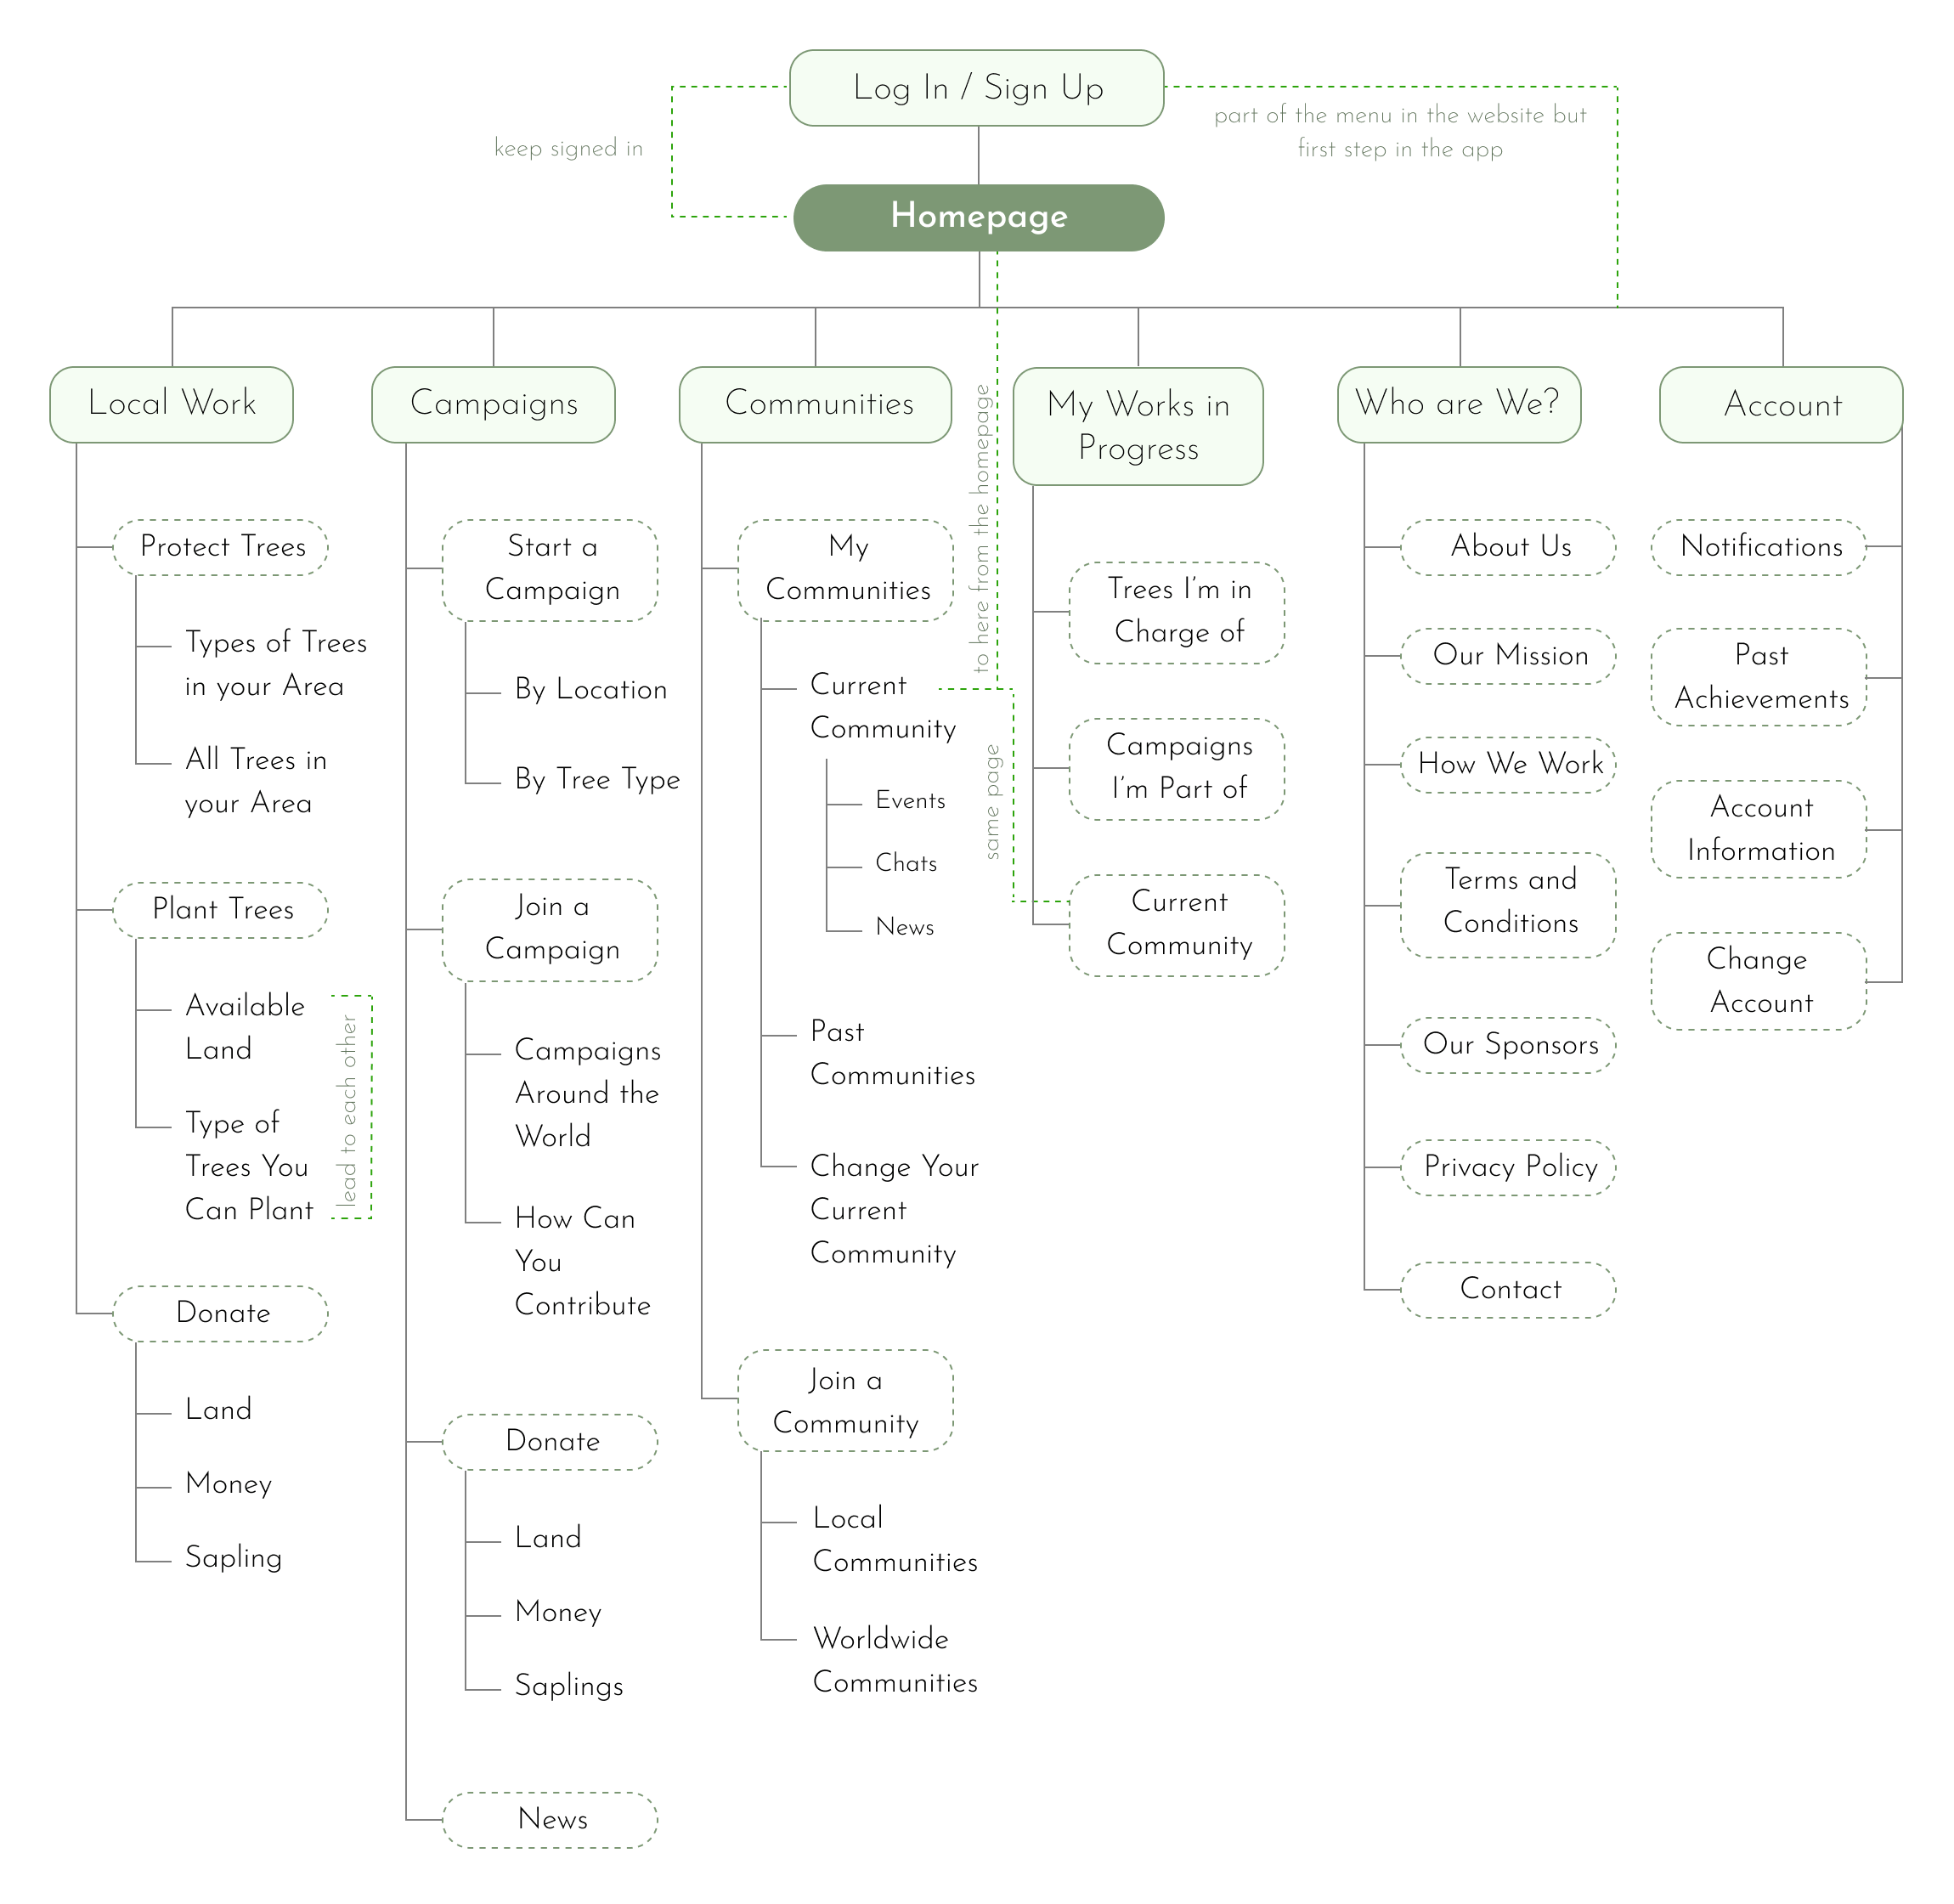 Log In / Sign Up
part of the menu in the website but
first step in the app
keep signed in
Homepage
Local Work
Protect Trees
Types of Trees
in your Area
All Trees in
your Area
Plant Trees
Available
Land
Type of
Trees You
Can Plant
lead to each other
Donate
Land
Money
Sapling
Campaigns
Start a
Campaign
By Location
By Tree Type
Join a
Campaign
Campaigns
Around the
World
How Can
You
Contribute
Donate
Land
Money
Saplings
News
Communities
My
Communities
Current
Community
Events
Chats
News
Past
Communities
Change Your
Current
Community
Join a
Community
Local
Communities
Worldwide
Communities
to here from the homepage
same page
My Works in
Progress
Trees I'm in
Charge of
Campaigns
I'm Part of
Current
Community
Who are We?
About Us
Our Mission
How We Work
Terms and
Conditions
Our Sponsors
Privacy Policy
Contact
Account
Notifications
Past
Achievements
Account
Information
Change
Account